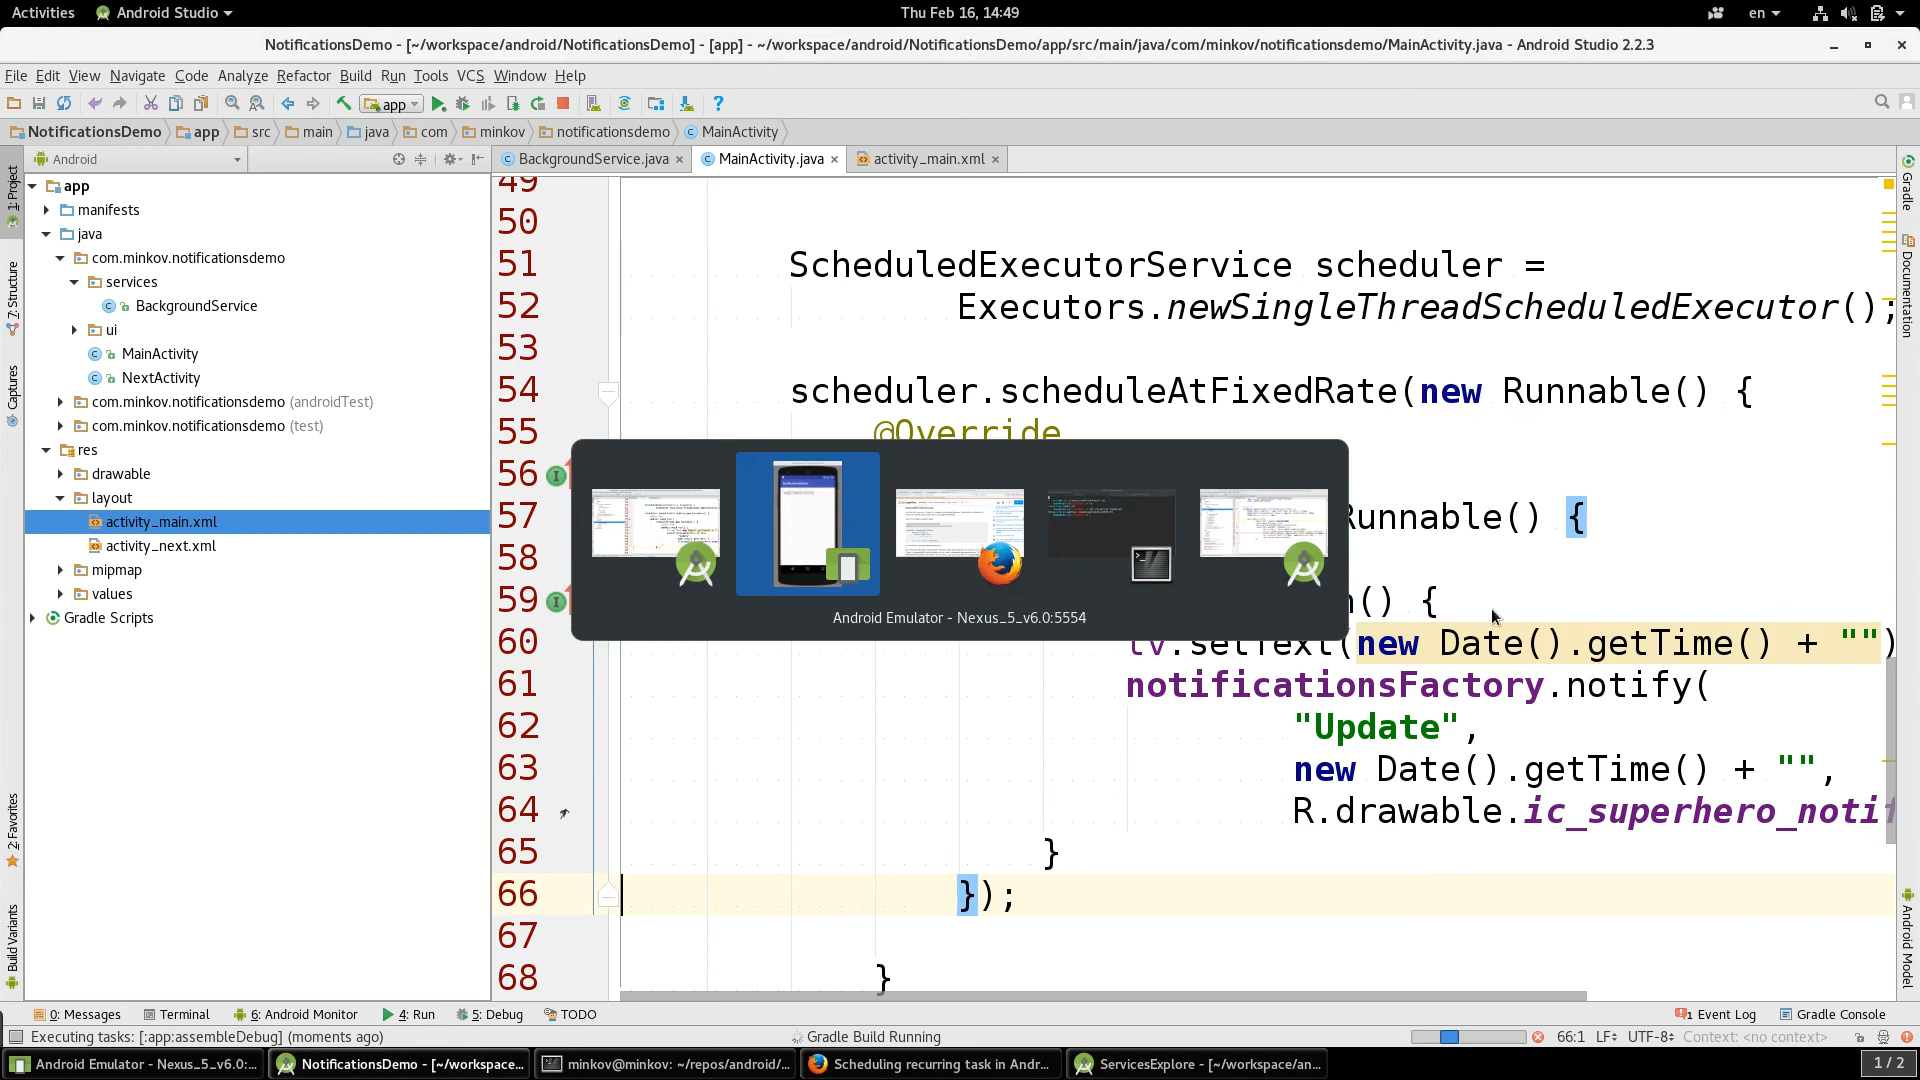 Activities Android Studio Thu Feb 16, 14:49 en
NotificationsDemo - [~/workspace/android/NotificationsDemo] - [app] - ~/workspace/android/NotificationsDemo/app/src/main/java/com/minkov/notificationsdemo/MainActivity.java - Android Studio 2.2.3
File Edit View Navigate Code Analyze Refactor Build Run Tools VCS Window Help
app
NotificationsDemo app src main java com minkov notificationsdemo MainActivity
Android BackgroundService.java MainActivity.java activity_main.xml
1: Project
7: Structure
Captures
2: Favorites
Build Variants
app
manifests
java
com.minkov.notificationsdemo
services
BackgroundService
ui
MainActivity
NextActivity
com.minkov.notificationsdemo (androidTest)
com.minkov.notificationsdemo (test)
res
drawable
layout
activity_main.xml
activity_next.xml
mipmap
values
Gradle Scripts
49
50
51 ScheduledExecutorService scheduler =
52 Executors.newSingleThreadScheduledExecutor();
53
54 scheduler.scheduleAtFixedRate(new Runnable() {
55 @Override
56
57 Runnable() {
58
59 () {
60 tv.setText(new Date().getTime() + "")
61 notificationsFactory.notify(
62 "Update",
63 new Date().getTime() + "",
64 R.drawable.ic_superhero_notif
65 }
66 });
67
68 }
Android Emulator - Nexus_5_v6.0:5554
Gradle
Documentation
Android Model
0: Messages Terminal 6: Android Monitor 4: Run 5: Debug TODO 1 Event Log Gradle Console
Executing tasks: [:app:assembleDebug] (moments ago) Gradle Build Running 66:1 LF UTF-8 Context: <no context>
Android Emulator - Nexus_5_v6.0:... NotificationsDemo - [~/workspace... minkov@minkov: ~/repos/android/... Scheduling recurring task in Andr... ServicesExplore - [~/workspace/an... 1 / 2